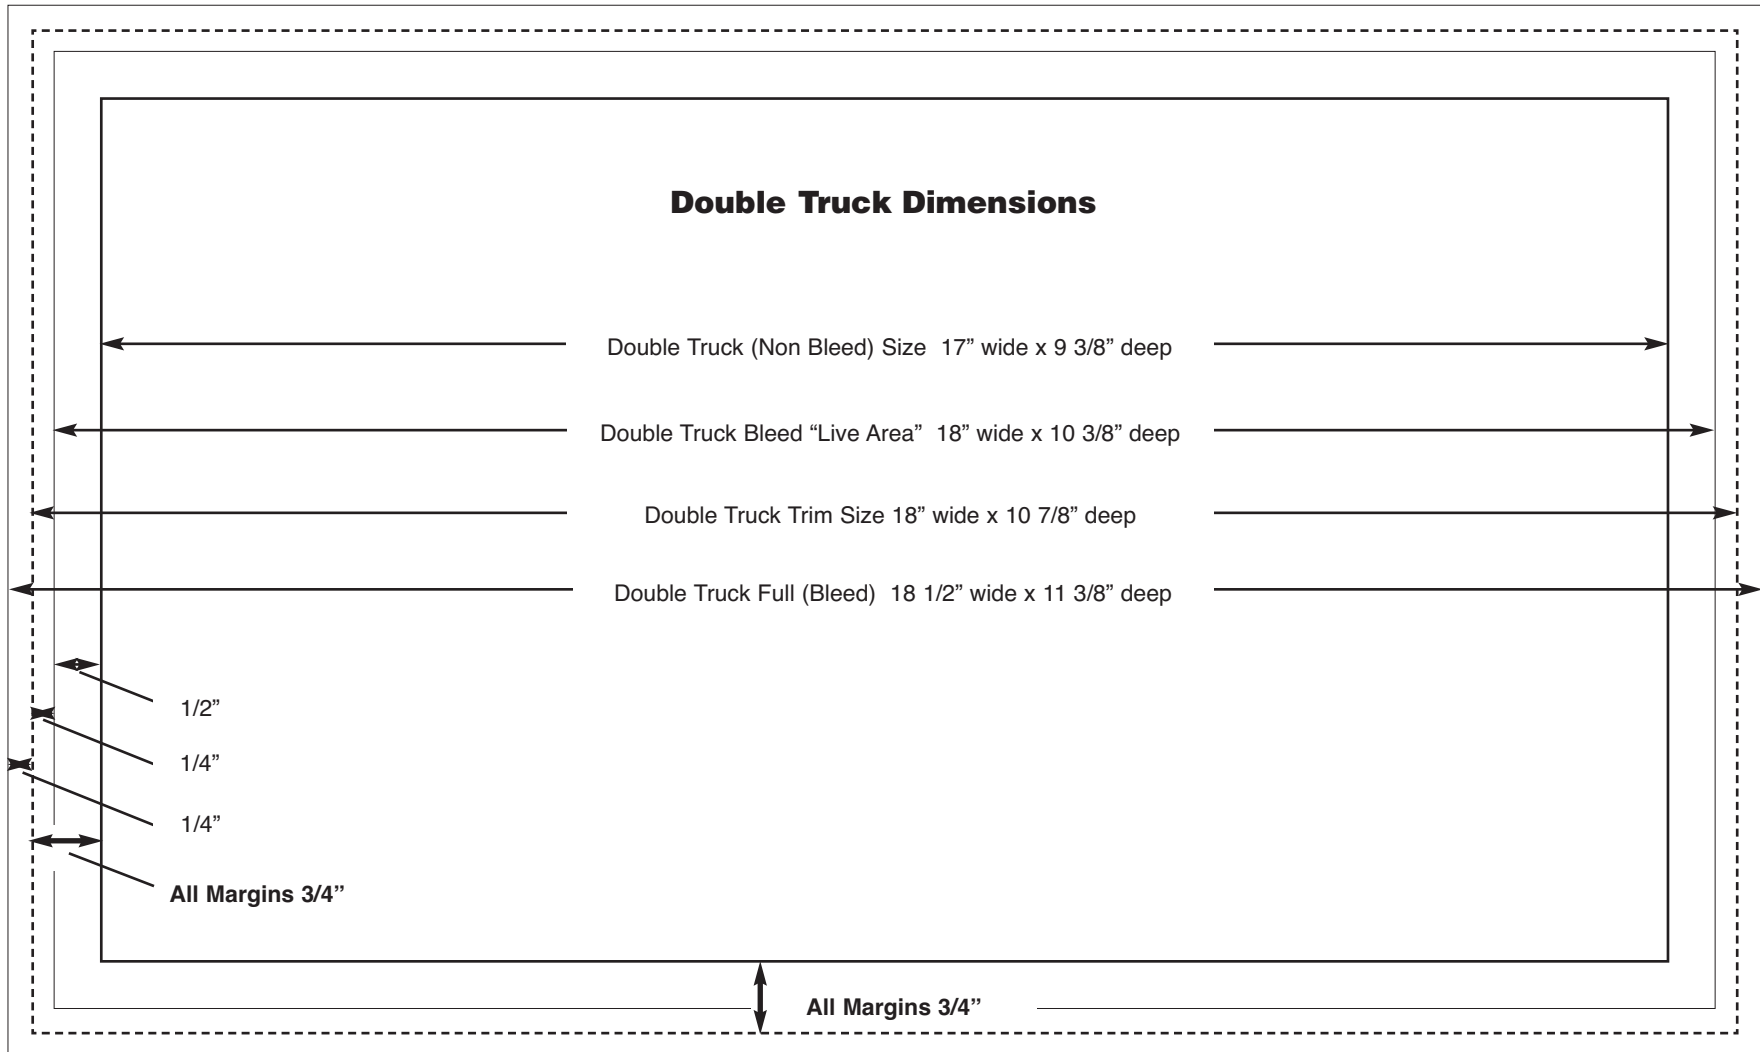 Double Truck Dimensions
Double Truck (Non Bleed) Size 17” wide x 9 3/8” deep
Double Truck Bleed “Live Area” 18” wide x 10 3/8” deep
Double Truck Trim Size 18” wide x 10 7/8” deep
Double Truck Full (Bleed) 18 1/2” wide x 11 3/8” deep
1/2”
1/4”
1/4”
All Margins 3/4”
All Margins 3/4”